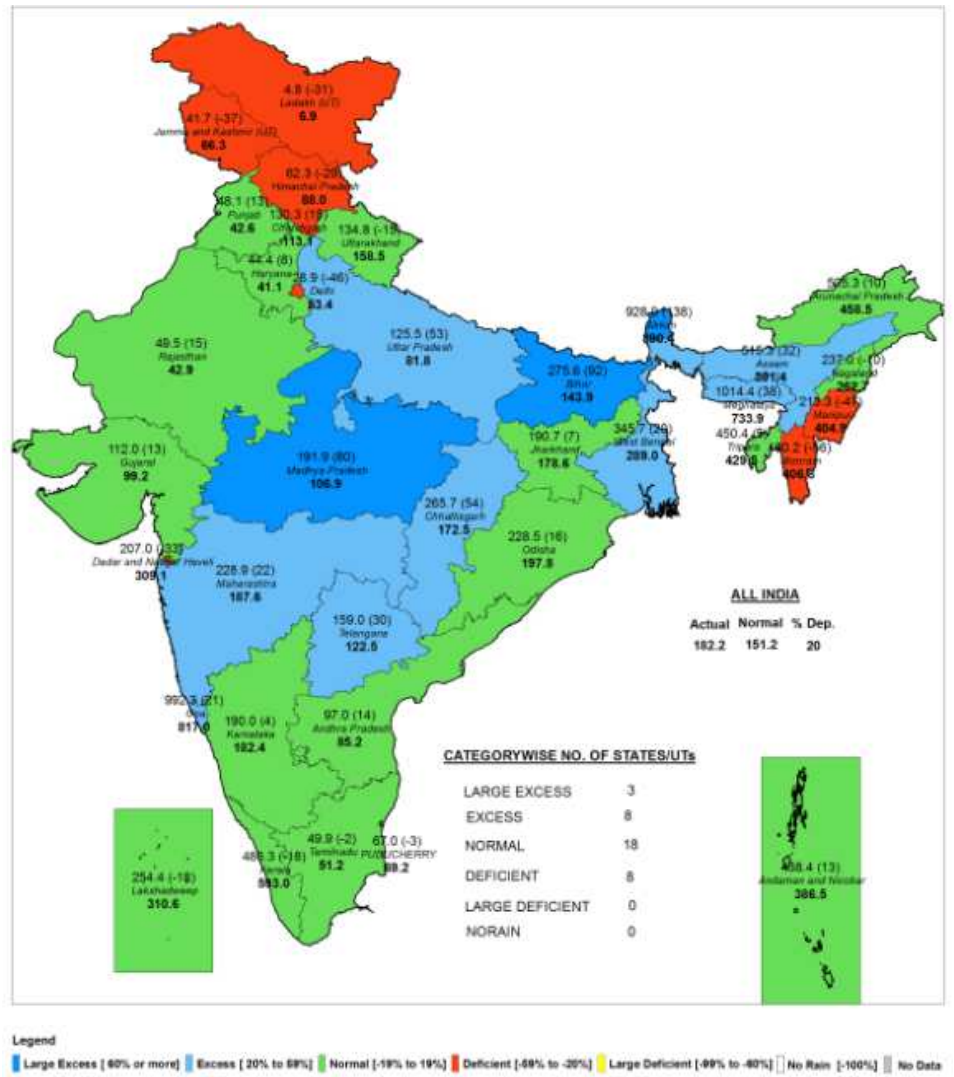 4.8 (-31)
Ladakh (UT)
6.9
41.7 (-37)
Jammu and Kashmir (UT)
66.3
62.3 (-29)
Himachal Pradesh
88.0
48.1 (13)
Punjab
42.6
130.3 (15)
Chandigarh
113.1
134.8 (-15)
Uttarakhand
158.5
44.4 (8)
Haryana
41.1
28.9 (-46)
Delhi
53.4
49.5 (15)
Rajasthan
42.9
125.5 (53)
Uttar Pradesh
81.8
275.6 (92)
Bihar
143.9
928.0 (138)
Sikkim
505.3 (10)
Arunachal Pradesh
458.5
515.3 (32)
Assam
391.4
237.0 (-10)
Nagaland
262.7
1014.4 (38)
Meghalaya
733.9
Manipur
404.9
450.4 (5)
Tripura
Mizoram
112.0 (13)
Gujarat
99.2
191.9 (80)
Madhya Pradesh
106.9
190.7 (7)
Jharkhand
178.6
345.7 (20)
West Bengal
289.0
265.7 (54)
Chhattisgarh
172.5
228.5 (16)
Odisha
197.8
207.0 (-33)
Dadar and Nagar Haveli
309.1
228.9 (22)
Maharashtra
187.6
159.0 (30)
Telangana
122.5
ALL INDIA
Actual Normal % Dep.
182.2 151.2 20
992.3 (21)
Goa
817.0
190.0 (4)
Karnataka
182.4
97.0 (14)
Andhra Pradesh
85.2
49.9 (-2)
Tamilnadu
51.2
67.0 (-3)
PUDUCHERRY
69.2
Kerala
593.0
254.4 (-18)
Lakshadweep
310.6
438.4 (13)
Andaman and Nicobar
386.5
CATEGORYWISE NO. OF STATES/UTs
LARGE EXCESS 3
EXCESS 8
NORMAL 18
DEFICIENT 8
LARGE DEFICIENT 0
NORAIN 0
Legend
Large Excess [ 60% or more] Excess [ 20% to 59%] Normal [-19% to 19%] Deficient [-59% to -20%] Large Deficient [-99% to -60%] No Rain [-100%] No Data